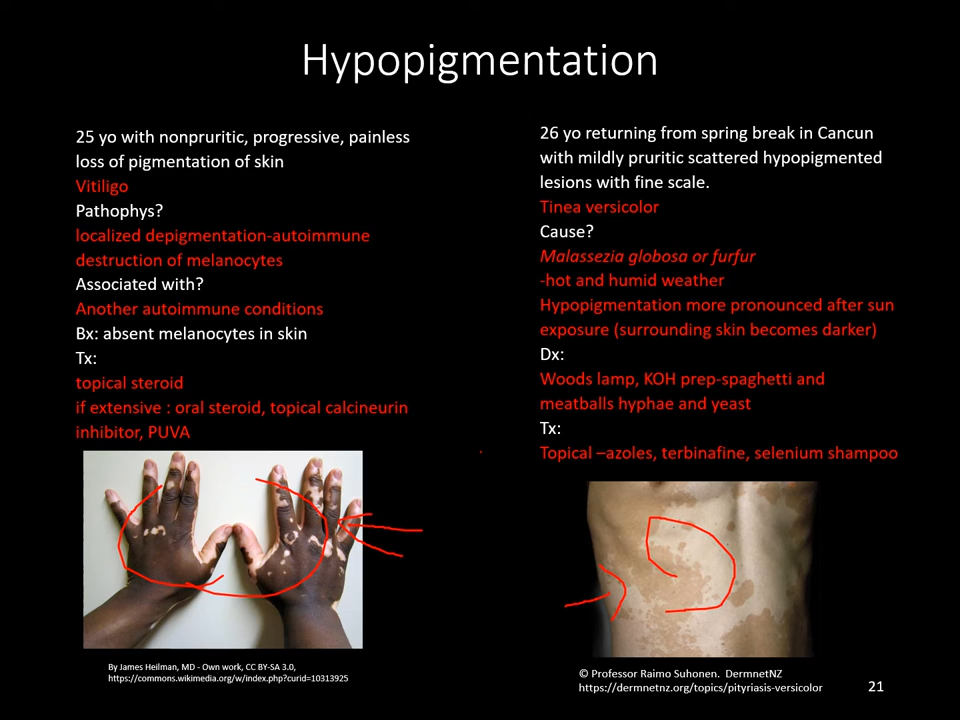 Hypopigmentation
25 yo with nonpruritic, progressive, painless
loss of pigmentation of skin
Vitiligo
Pathophys?
localized depigmentation-autoimmune
destruction of melanocytes
Associated with?
Another autoimmune conditions
Bx: absent melanocytes in skin
Tx:
topical steroid
if extensive : oral steroid, topical calcineurin
inhibitor, PUVA
By James Heilman, MD - Own work, CC BY-SA 3.0,
https://commons.wikimedia.org/w/index.php?curid=10313925
26 yo returning from spring break in Cancun
with mildly pruritic scattered hypopigmented
lesions with fine scale.
Tinea versicolor
Cause?
Malassezia globosa or furfur
-hot and humid weather
Hypopigmentation more pronounced after sun
exposure (surrounding skin becomes darker)
Dx:
Woods lamp, KOH prep-spaghetti and
meatballs hyphae and yeast
Tx:
Topical –azoles, terbinafine, selenium shampoo
© Professor Raimo Suhonen. DermnetNZ
https://dermnetnz.org/topics/pityriasis-versicolor
21